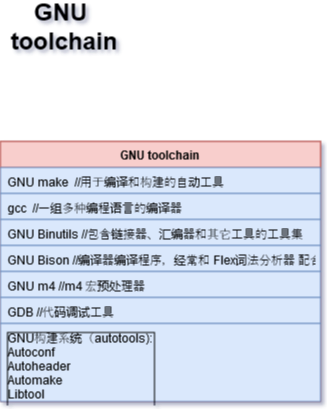 GNU
toolchain
GNU toolchain
GNU make //用于编译和构建的自动工具
gcc //一组多种编程语言的编译器
GNU Binutils //包含链接器、汇编器和其它工具的工具集
GNU Bison //编译器编译程序，经常和 Flex词法分析器 配合
GNU m4 //m4 宏预处理器
GDB //代码调试工具
GNU构建系统（autotools):
Autoconf
Autoheader
Automake
Libtool